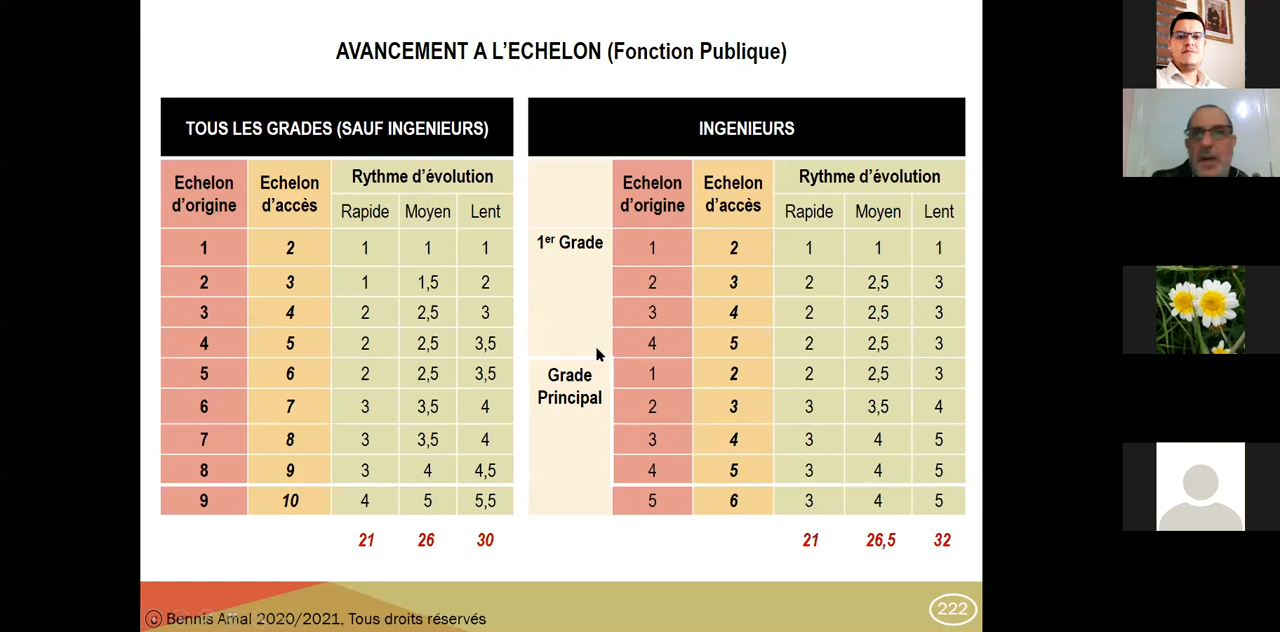 AVANCEMENT A L'ECHELON (Fonction Publique)
TOUS LES GRADES (SAUF INGENIEURS)
Echelon d'origine Echelon d'accès Rythme d'évolution
Rapide Moyen Lent
1 2 1 1 1
2 3 1 1,5 2
3 4 2 2,5 3
4 5 2 2,5 3,5
5 6 2 2,5 3,5
6 7 3 3,5 4
7 8 3 3,5 4
8 9 3 4 4,5
9 10 4 5 5,5
21 26 30
INGENIEURS
Echelon d'origine Echelon d'accès Rythme d'évolution
Rapide Moyen Lent
1er Grade 1 2 1 1 1
2 3 2 2,5 3
3 4 2 2,5 3
4 5 2 2,5 3
Grade Principal 1 2 2 2,5 3
2 3 3 3,5 4
3 4 3 4 5
4 5 3 4 5
5 6 3 4 5
21 26,5 32
© Bennis Amal 2020/2021, Tous droits réservés
222